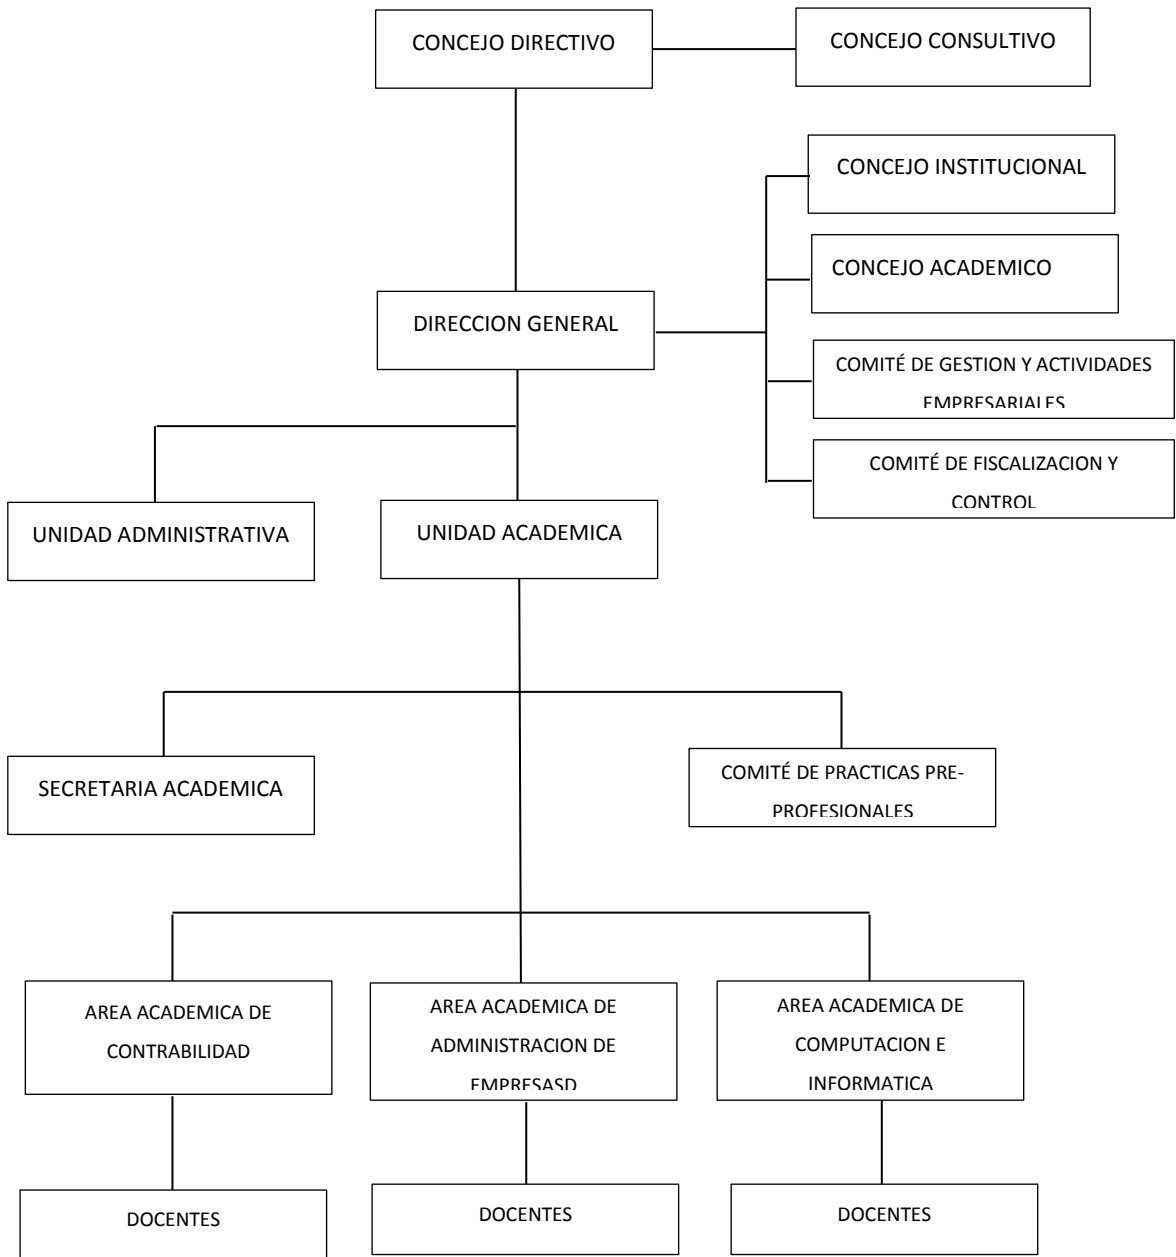 CONCEJO DIRECTIVO
CONCEJO CONSULTIVO
CONCEJO INSTITUCIONAL
CONCEJO ACADEMICO
DIRECCION GENERAL
COMITÉ DE GESTION Y ACTIVIDADES
EMPRESARIALES
COMITÉ DE FISCALIZACION Y
CONTROL
UNIDAD ADMINISTRATIVA
UNIDAD ACADEMICA
SECRETARIA ACADEMICA
COMITÉ DE PRACTICAS PRE-
PROFESIONALES
AREA ACADEMICA DE
CONTRABILIDAD
AREA ACADEMICA DE
ADMINISTRACION DE
EMPRESASD
AREA ACADEMICA DE
COMPUTACION E
INFORMATICA
DOCENTES
DOCENTES
DOCENTES